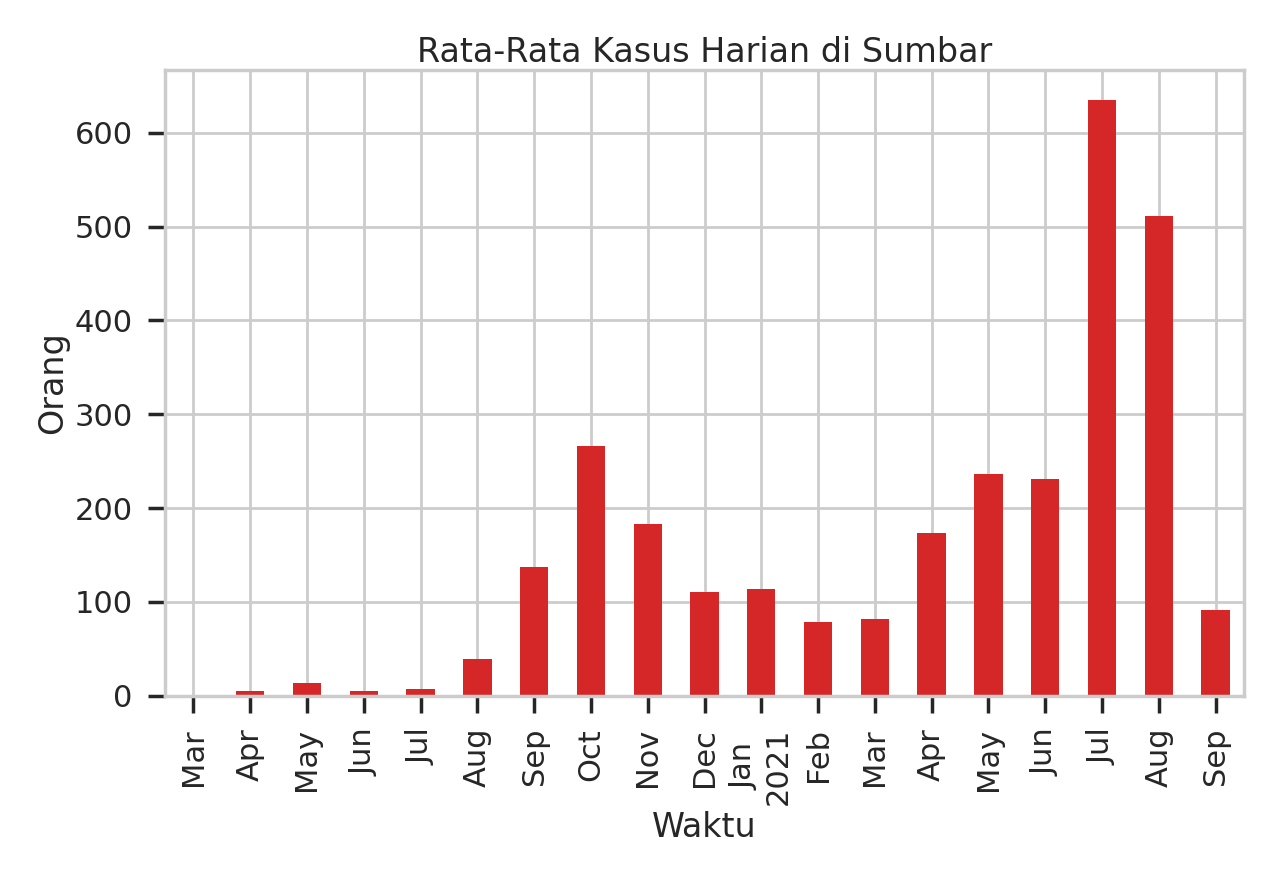 Rata-Rata Kasus Harian di Sumbar
600
500
400
300
200
100
0
Orang
Mar
Apr
May
Jun
Jul
Aug
Sep
Oct
Nov
Dec
Jan
2021
Feb
Mar
Apr
May
Jun
Jul
Aug
Sep
Waktu